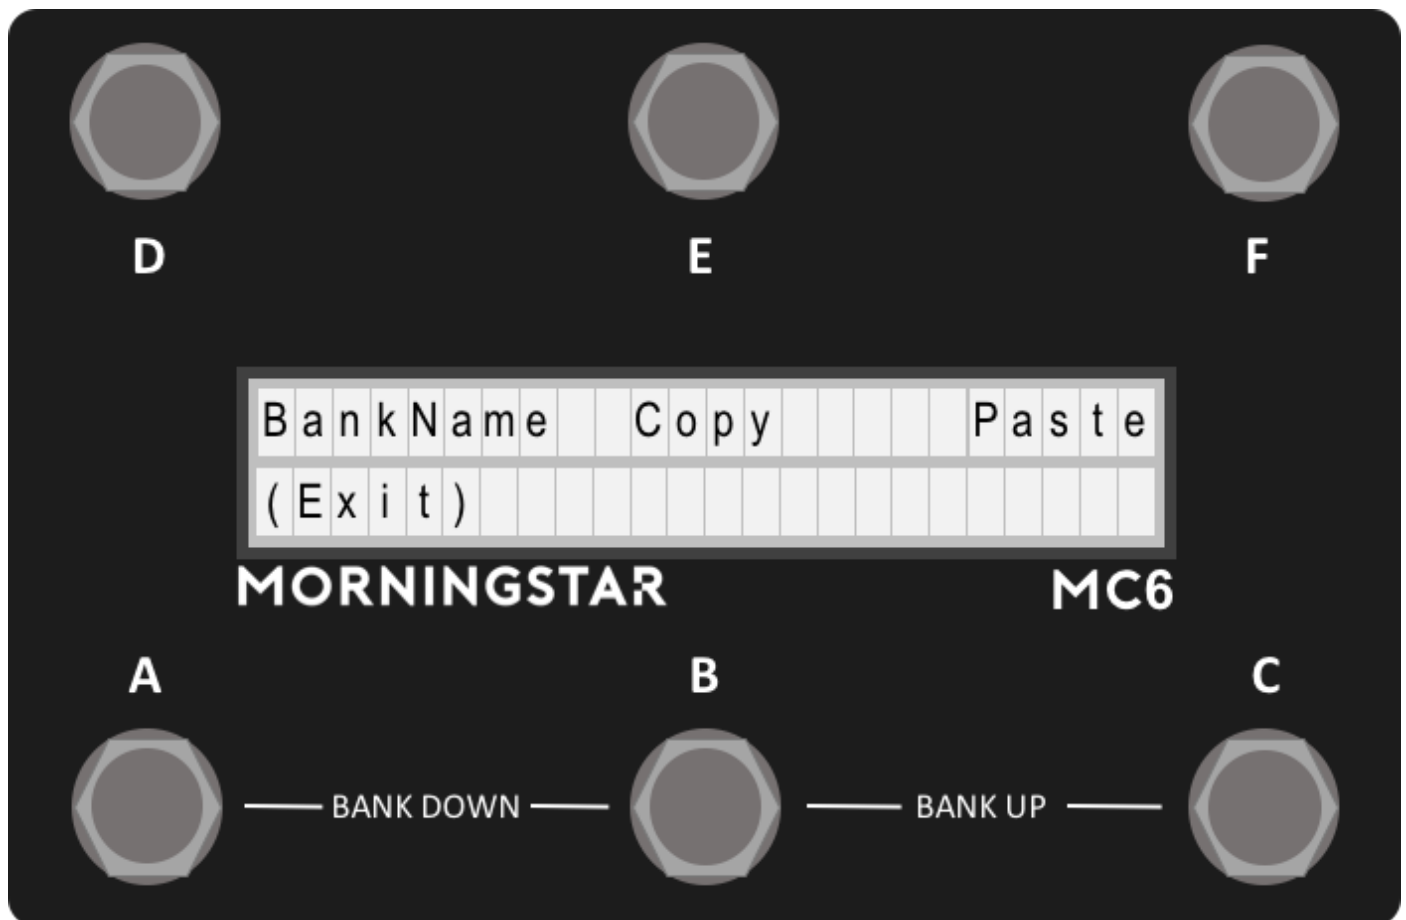 D E F
BankName Copy Paste
(Exit)
MORNINGSTAR MC6
A B C
BANK DOWN BANK UP